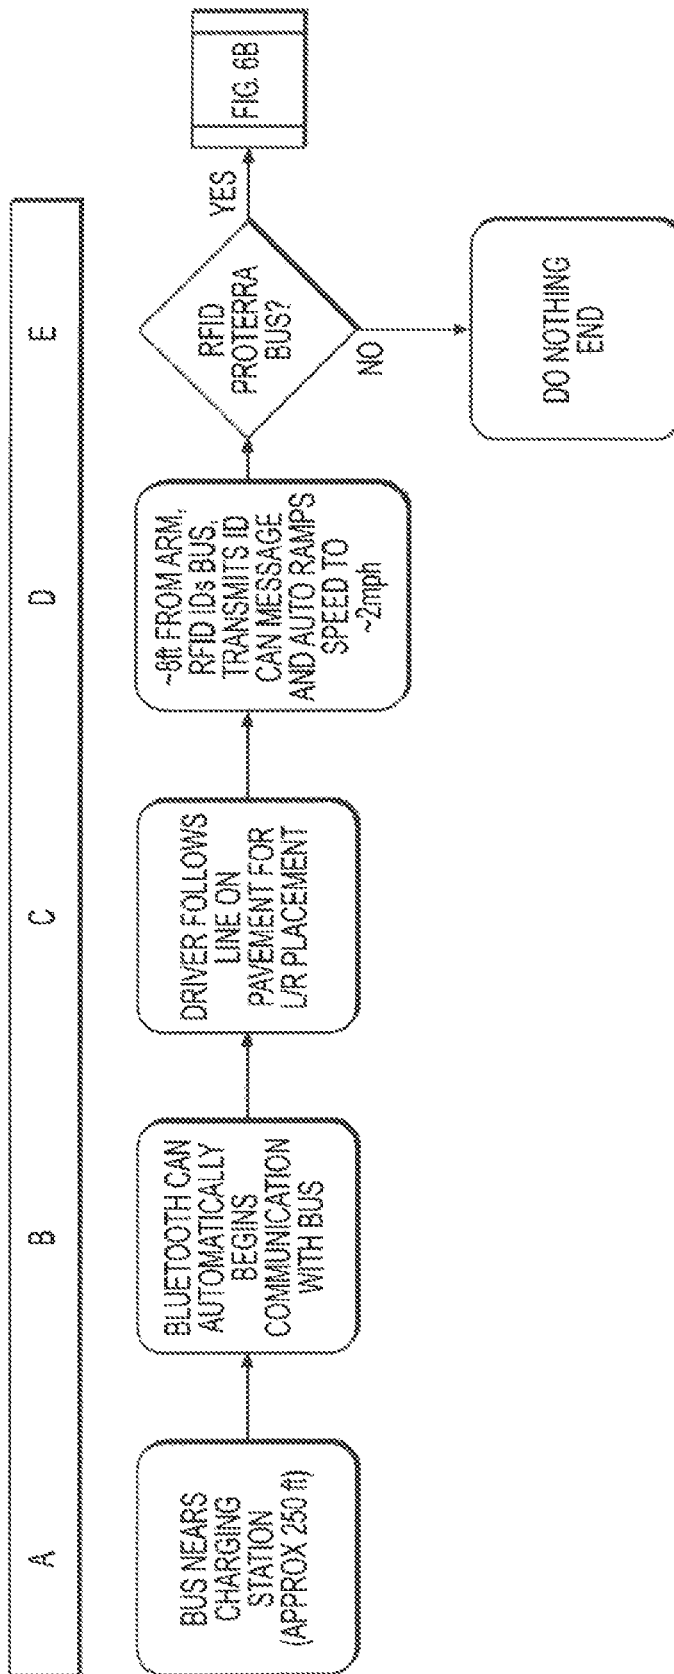 A
B
C
D
E
BUS NEARS
CHARGING
STATION
(APPROX 250 ft)
BLUETOOTH CAN
AUTOMATICALLY
BEGINS
COMMUNICATION
WITH BUS
DRIVER FOLLOWS
LINE ON
PAVEMENT FOR
L/R PLACEMENT
~8ft FROM ARM,
RFID IDs BUS,
TRANSMITS ID
CAN MESSAGE
AND AUTO RAMPS
SPEED TO
~2mph
RFID
PROTERRA
BUS?
YES
FIG. 6B
NO
DO NOTHING
END